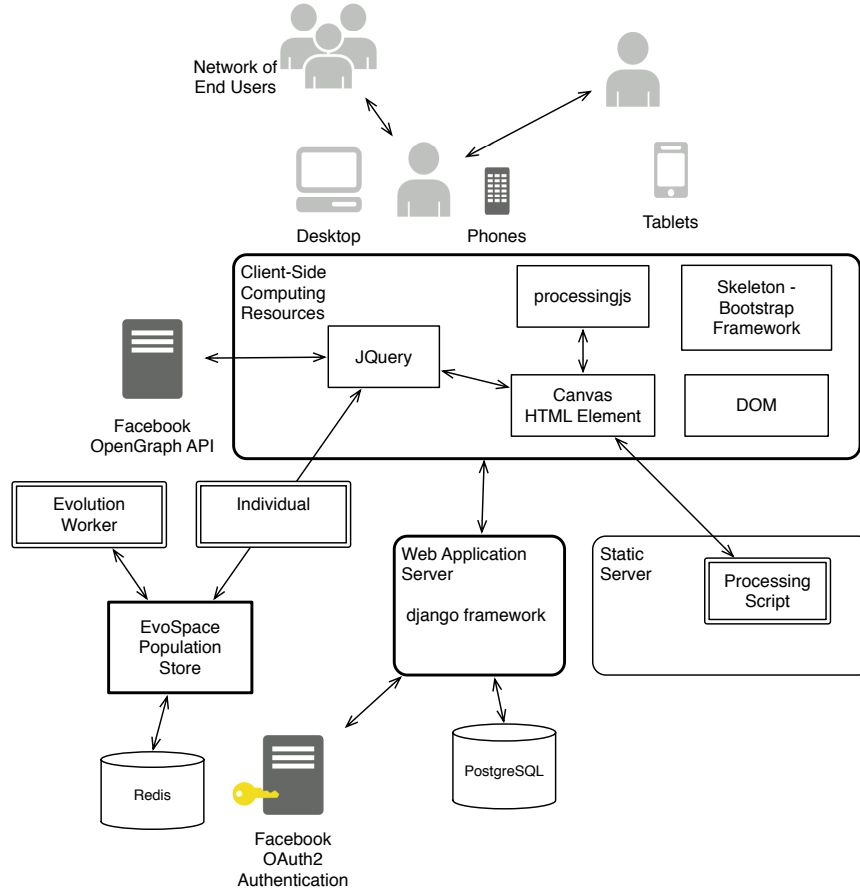 Network of
End Users
Desktop
Phones
Tablets
Client-Side
Computing
Resources
processingjs
Skeleton -
Bootstrap
Framework
JQuery
Canvas
HTML Element
DOM
Facebook
OpenGraph API
Evolution
Worker
Individual
Web Application
Server
django framework
Static
Server
Processing
Script
EvoSpace
Population
Store
Redis
PostgreSQL
Facebook
OAuth2
Authentication